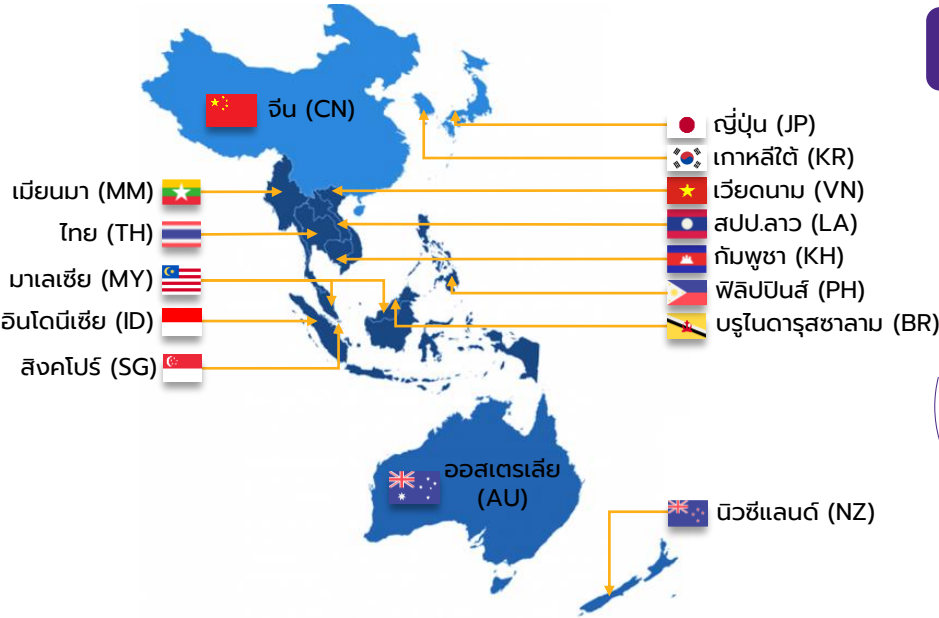 จีน (CN)
ญี่ปุ่น (JP)
เกาหลีใต้ (KR)
เมียนมา (MM)
เวียดนาม (VN)
ไทย (TH)
สปป.ลาว (LA)
มาเลเซีย (MY)
กัมพูชา (KH)
ฟิลิปปินส์ (PH)
อินโดนีเซีย (ID)
บรูไนดารุสซาลาม (BR)
สิงคโปร์ (SG)
ออสเตรเลีย
(AU)
นิวซีแลนด์ (NZ)